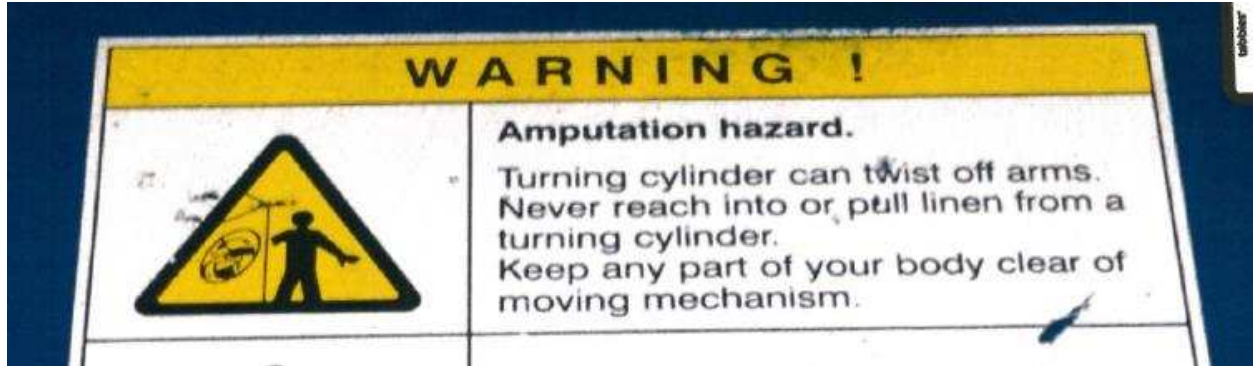 WARNING !
Amputation hazard.
Turning cylinder can twist off arms.
Never reach into or pull linen from a
turning cylinder.
Keep any part of your body clear of
moving mechanism.
tabbies'